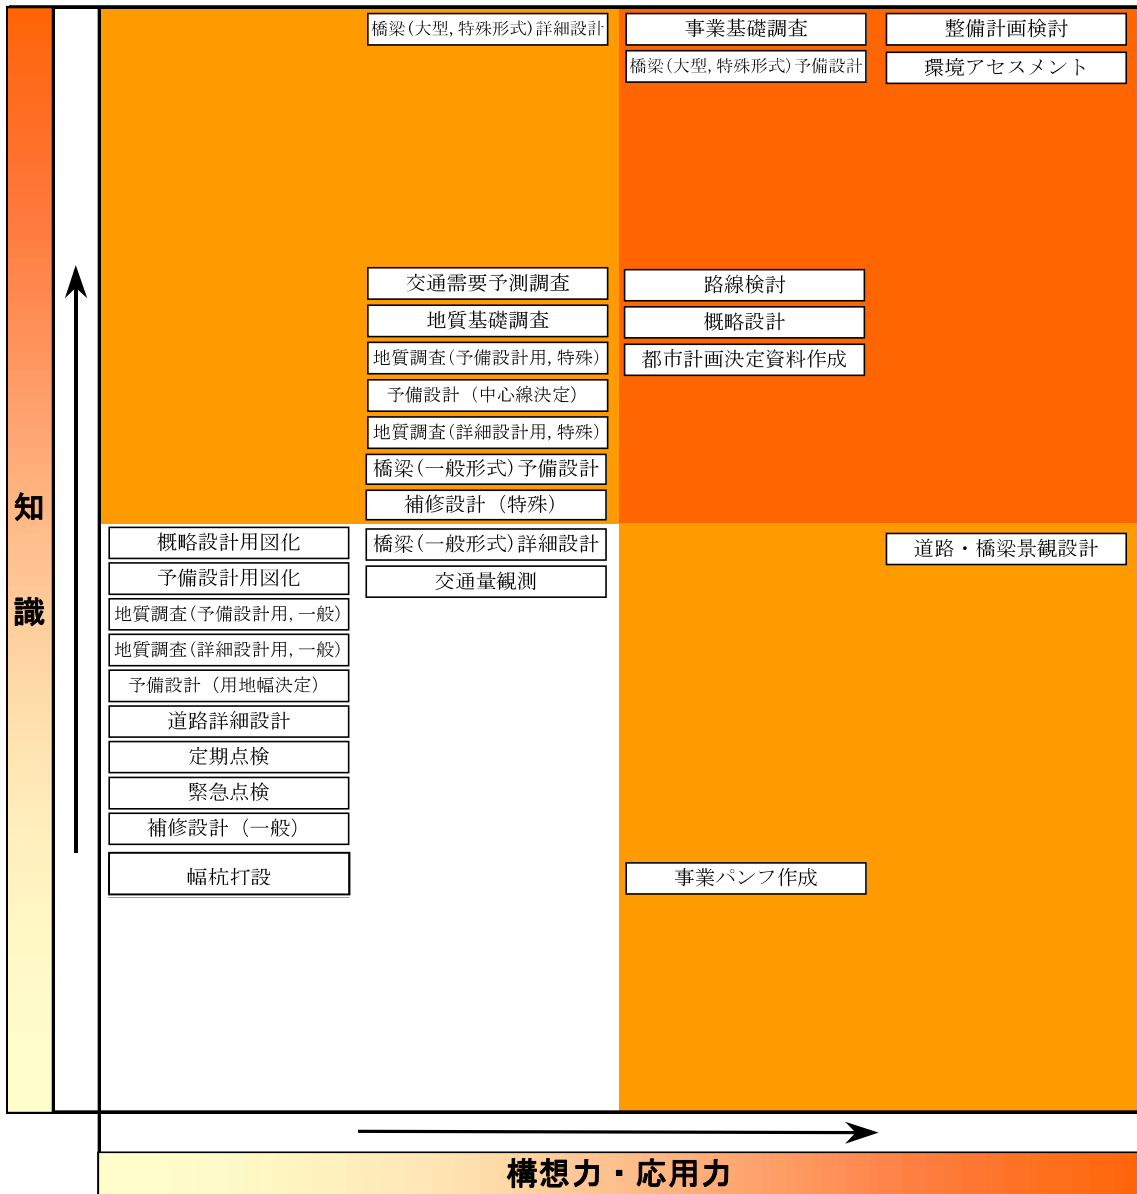 橋梁(大型,特殊形式)詳細設計
事業基礎調査
整備計画検討
橋梁(大型,特殊形式)予備設計
環境アセスメント
交通需要予測調査
路線検討
地質基礎調査
概略設計
地質調査(予備設計用,特殊)
都市計画決定資料作成
予備設計（中心線決定）
地質調査(詳細設計用,特殊)
橋梁(一般形式)予備設計
補修設計（特殊）
知
識
概略設計用図化
橋梁(一般形式)詳細設計
道路・橋梁景観設計
予備設計用図化
交通量観測
地質調査(予備設計用,一般)
地質調査(詳細設計用,一般)
予備設計（用地幅決定）
道路詳細設計
定期点検
緊急点検
補修設計（一般）
幅杭打設
事業パンフ作成
構想力・応用力